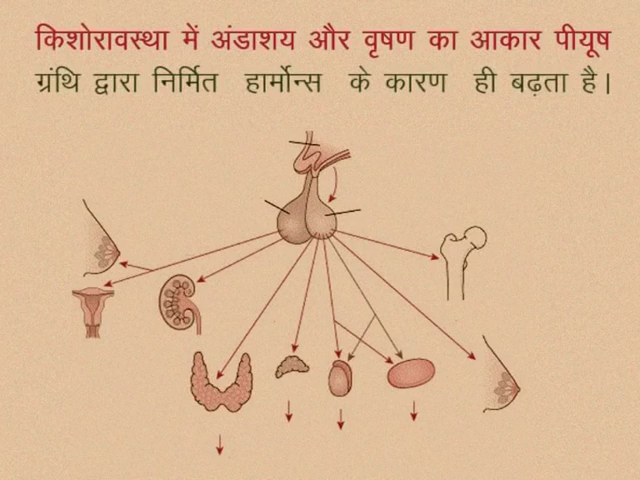 किशोरावस्था में अंडाशय और वृषण का आकार पीयूष
ग्रंथि द्वारा निर्मित हार्मोन्स के कारण ही बढ़ता है।